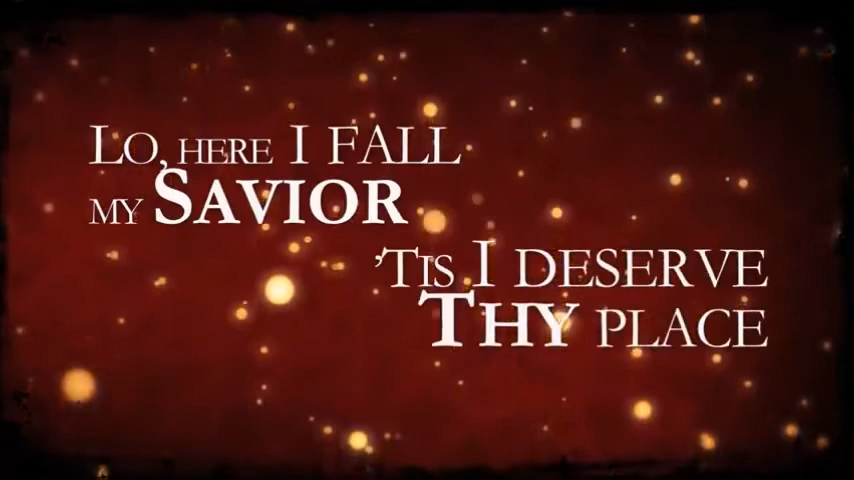 LO, HERE I FALL
MY SAVIOR
'TIS I DESERVE
THY PLACE